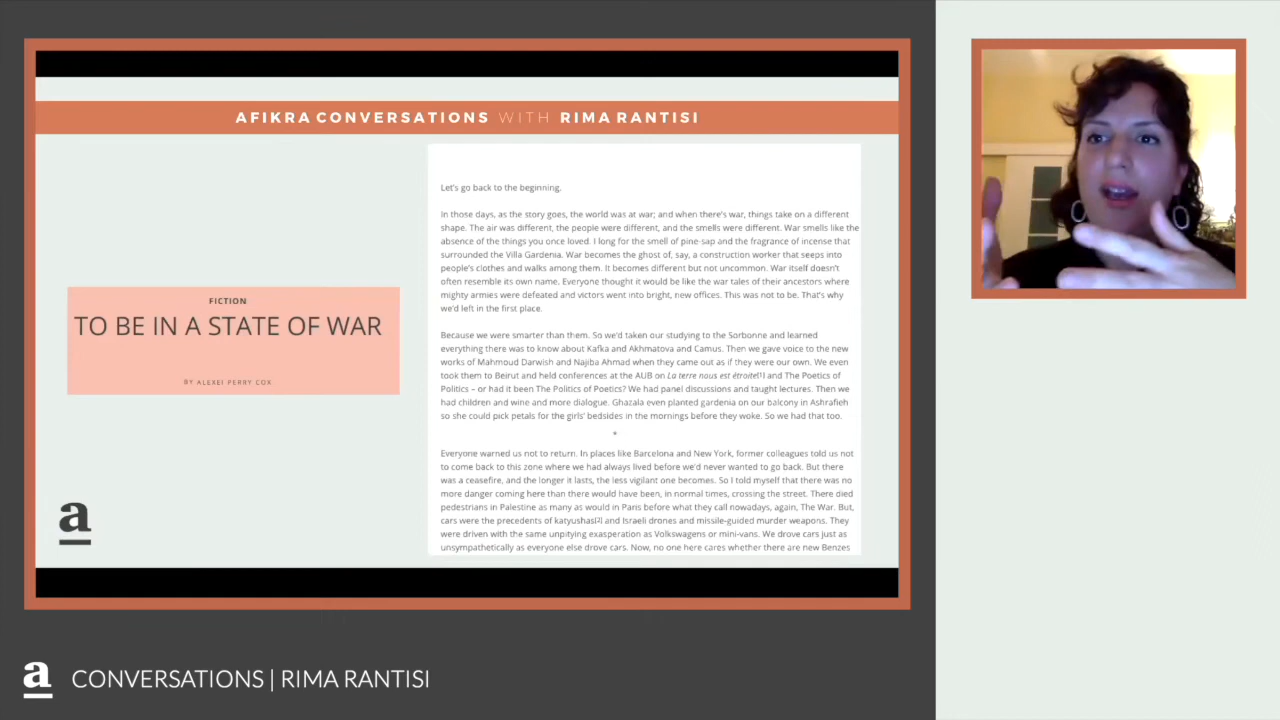 AFIKRA CONVERSATIONS WITH RIMA RANTISI
FICTION
TO BE IN A STATE OF WAR
BY ALEXEI PERRY COX
a
Let's go back to the beginning.
In those days, as the story goes, the world was at war; and when there's war, things take on a different
shape. The air was different, the people were different, and the smells were different. War smells like the
absence of the things you once loved. I long for the smell of pine-sap and the fragrance of incense that
surrounded the Villa Gardenia. War becomes the ghost of, say, a construction worker that seeps into
people's clothes and walks among them. It becomes different but not uncommon. War itself doesn't
often resemble its own name. Everyone thought it would be like the war tales of their ancestors where
mighty armies were defeated and victors went into bright, new offices. This was not to be. That's why
we'd left in the first place.
Because we were smarter than them. So we'd taken our studying to the Sorbonne and learned
everything there was to know about Kafka and Akhmatova and Camus. Then we gave voice to the new
works of Mahmoud Darwish and Najiba Ahmad when they came out as if they were our own. We even
took them to Beirut and held conferences at the AUB on La terre nous est étroite[1] and The Poetics of
Politics – or had it been The Politics of Poetics? We had panel discussions and taught lectures. Then we
had children and wine and more dialogue. Ghazala even planted gardenia on our balcony in Ashrafieh
so she could pick petals for the girls' bedsides in the mornings before they woke. So we had that too.
*
Everyone warned us not to return. In places like Barcelona and New York, former colleagues told us not
to come back to this zone where we had always lived before we'd never wanted to go back. But there
was a ceasefire, and the longer it lasts, the less vigilant one becomes. So I told myself that there was no
more danger coming here than there would have been, in normal times, crossing the street. There died
pedestrians in Palestine as many as would in Paris before what they call nowadays, again, The War. But,
cars were the precedents of katyushas[2] and Israeli drones and missile-guided murder weapons. They
were driven with the same unpitying exasperation as Volkswagens or mini-vans. We drove cars just as
unsympathetically as everyone else drove cars. Now, no one here cares whether there are new Benzes
a CONVERSATIONS | RIMA RANTISI